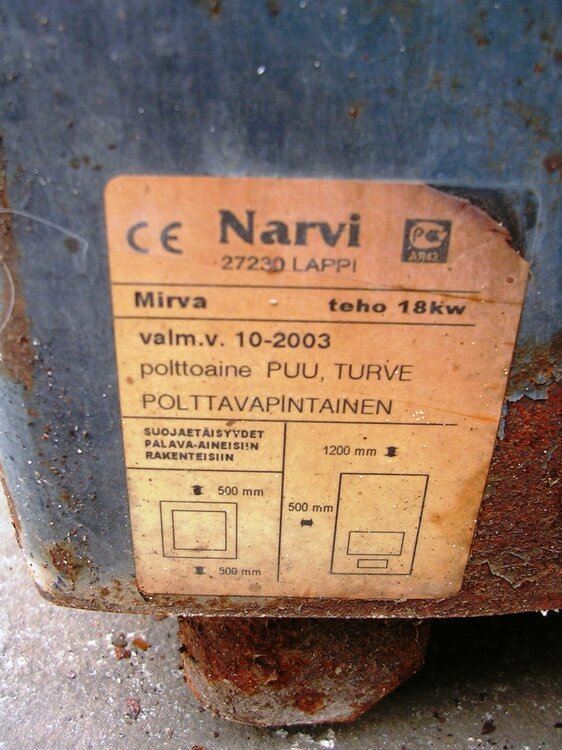 CE Narvi
27230 LAPPI
Mirva teho 18kw
valm.v. 10-2003
polttoaine PUU, TURVE
POLTTAVAPINTAINEN
SUOJAETÄISYYDET
PALAVA-AINEISIIN
RAKENTEISIIN
500 mm
500 mm
1200 mm
500 mm